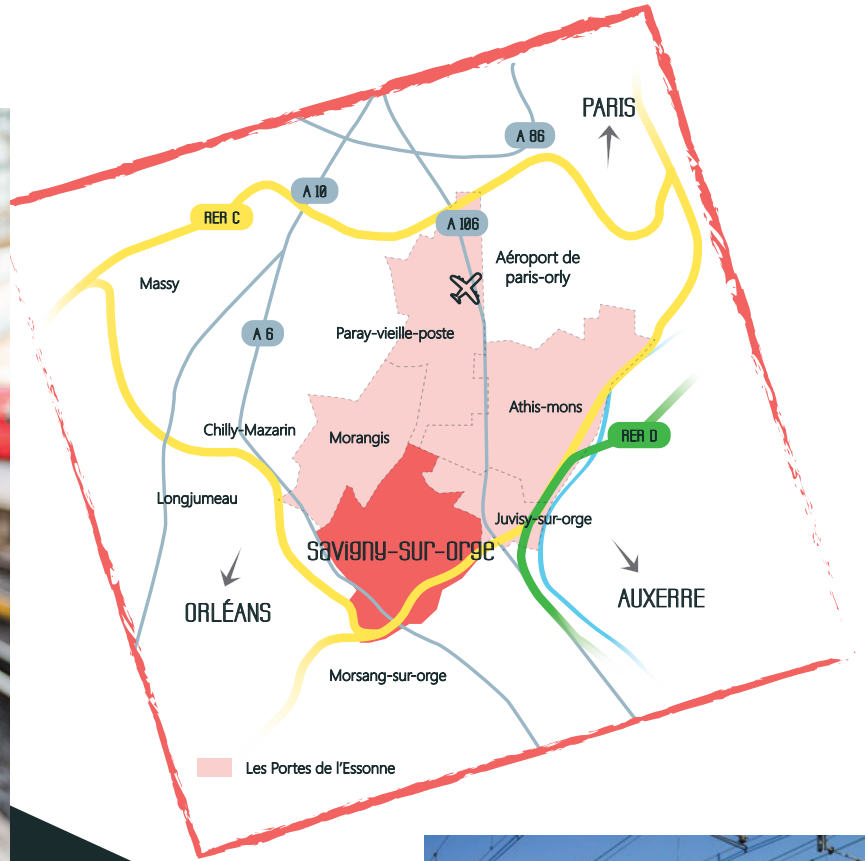 PARIS
A 86
A 10
RER C
A 106
Aéroport de
paris-orly
Massy
A 6
Paray-vieille-poste
Athis-mons
Chilly-Mazarin
Morangis
RER D
Longjumeau
Juvisy-sur-orge
savigny-sur-orge
ORLÉANS
AUXERRE
Morsang-sur-orge
Les Portes de l'Essonne